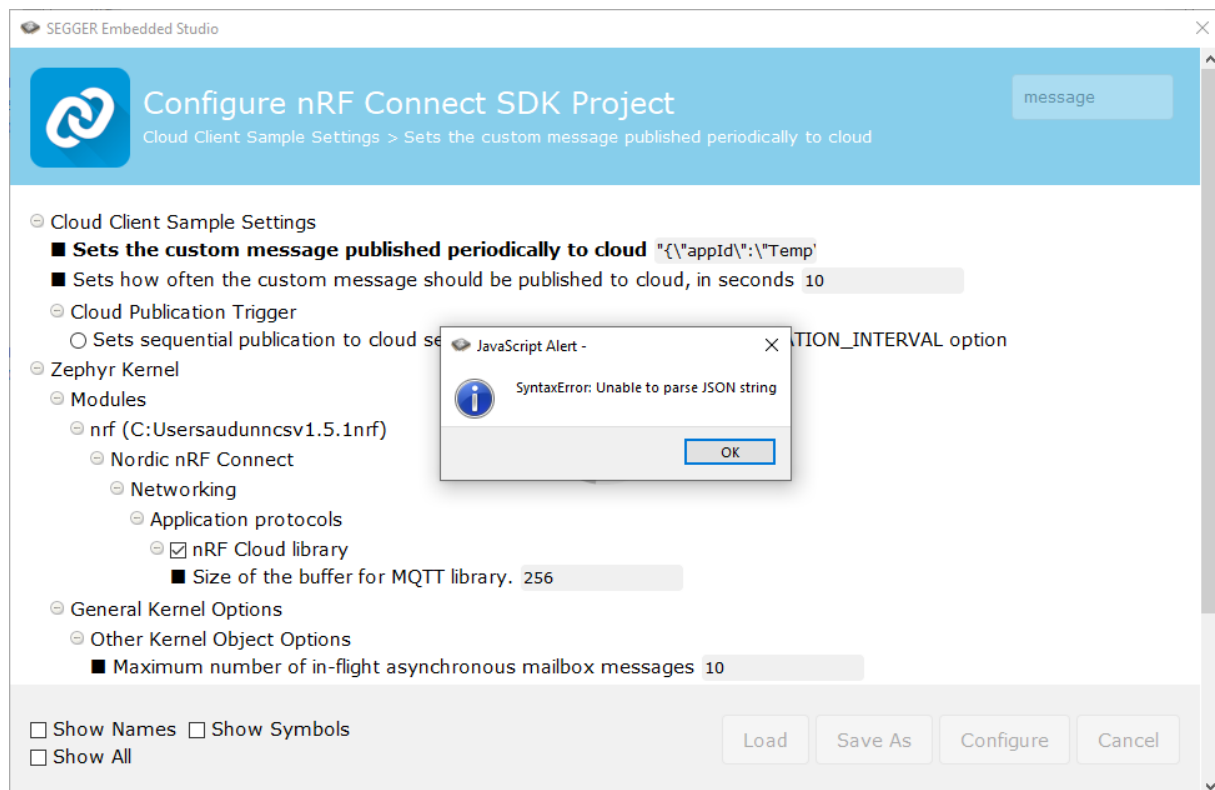 SEGGER Embedded Studio
Configure nRF Connect SDK Project
message
Cloud Client Sample Settings > Sets the custom message published periodically to cloud
Cloud Client Sample Settings
Sets the custom message published periodically to cloud "{\"appId\":\"Temp'
Sets how often the custom message should be published to cloud, in seconds 10
Cloud Publication Trigger
Sets sequential publication to cloud se
ATION_INTERVAL option
JavaScript Alert -
SyntaxError: Unable to parse JSON string
OK
Zephyr Kernel
Modules
nrf (C:Usersaudunncsv1.5.1nrf)
Nordic nRF Connect
Networking
Application protocols
nRF Cloud library
Size of the buffer for MQTT library. 256
General Kernel Options
Other Kernel Object Options
Maximum number of in-flight asynchronous mailbox messages 10
Show Names Show Symbols
Show All
Load Save As Configure Cancel